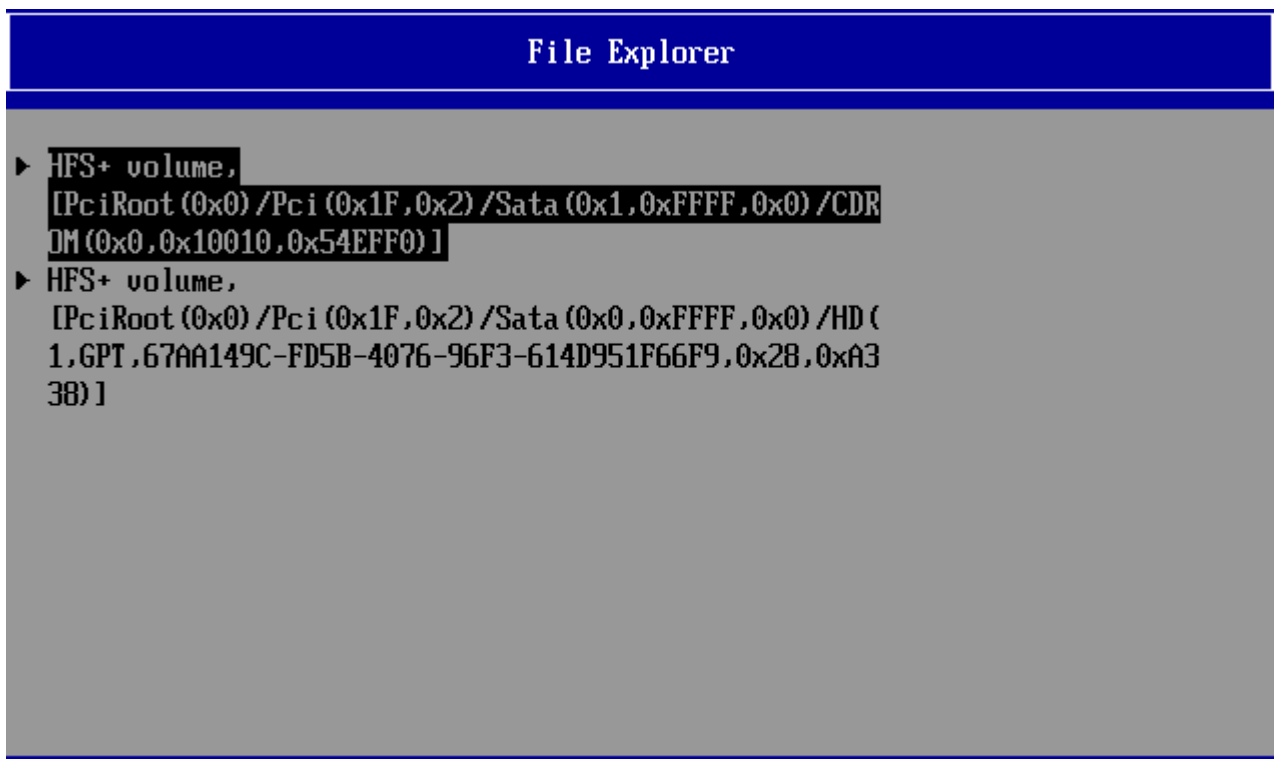 File Explorer
HFS+ volume,
[PciRoot(0x0)/Pci(0x1F,0x2)/Sata(0x1,0xFFFF,0x0)/CDR
OM(0x0,0x10010,0x54EFF0)]
HFS+ volume,
[PciRoot(0x0)/Pci(0x1F,0x2)/Sata(0x0,0xFFFF,0x0)/HD(
1,GPT,67AA149C-FD5B-4076-96F3-614D951F66F9,0x28,0xA3
38)]